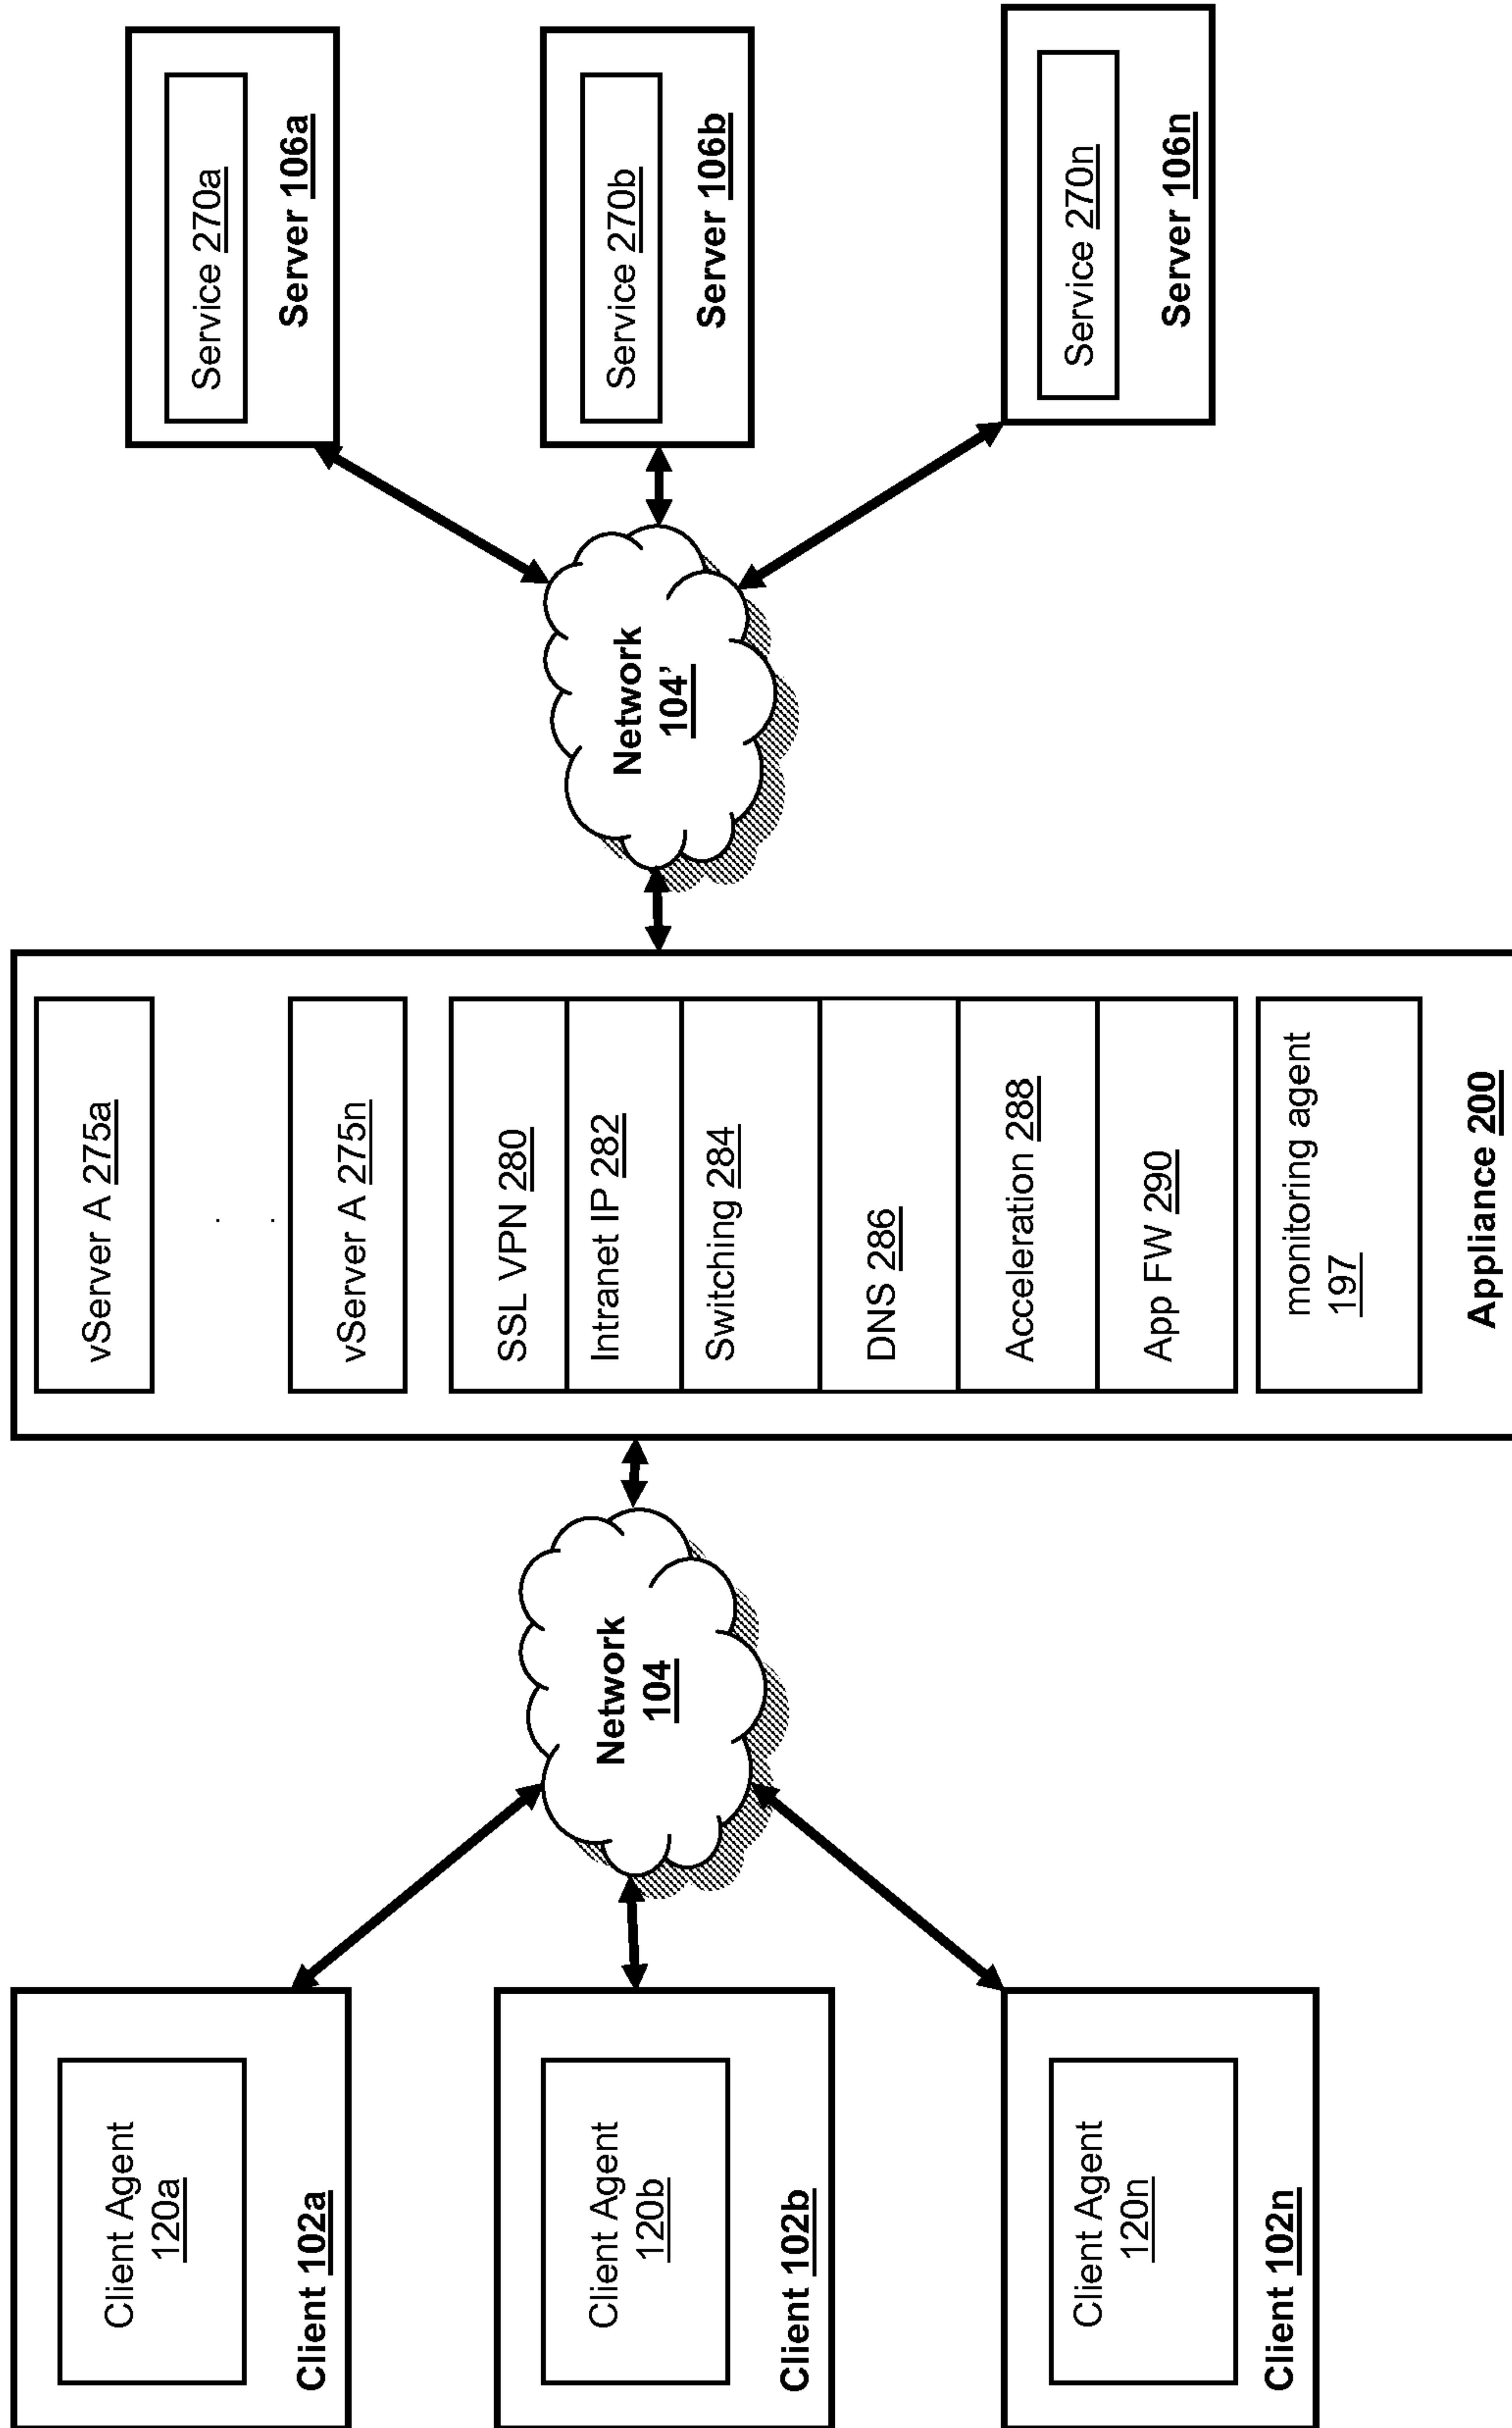 Client Agent
120a
Client 102a
Client Agent
120b
Client 102b
Client Agent
120n
Client 102n
Network
104
vServer A 275a
.
.
vServer A 275n
SSL VPN 280
Intranet IP 282
Switching 284
DNS 286
Acceleration 288
App FW 290
monitoring agent
197
Appliance 200
Network
104’
Service 270a
Server 106a
Service 270b
Server 106b
Service 270n
Server 106n